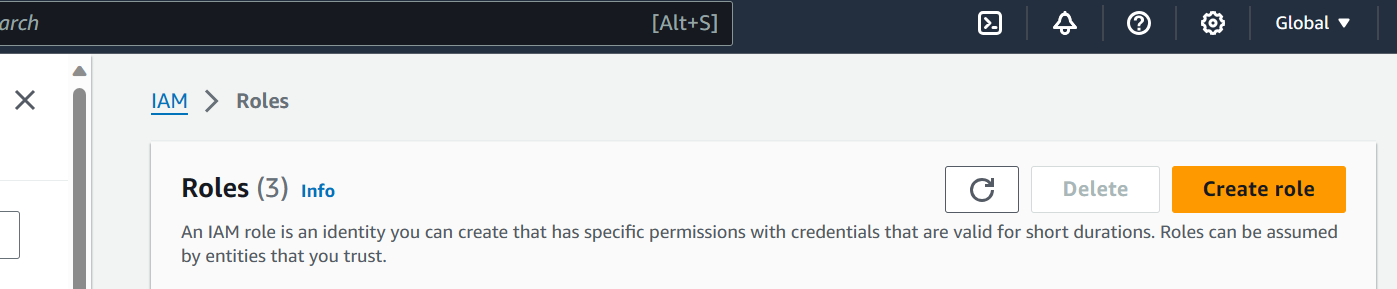 arch [Alt+S] Global
IAM > Roles
Roles (3) Info Delete Create role
An IAM role is an identity you can create that has specific permissions with credentials that are valid for short durations. Roles can be assumed
by entities that you trust.